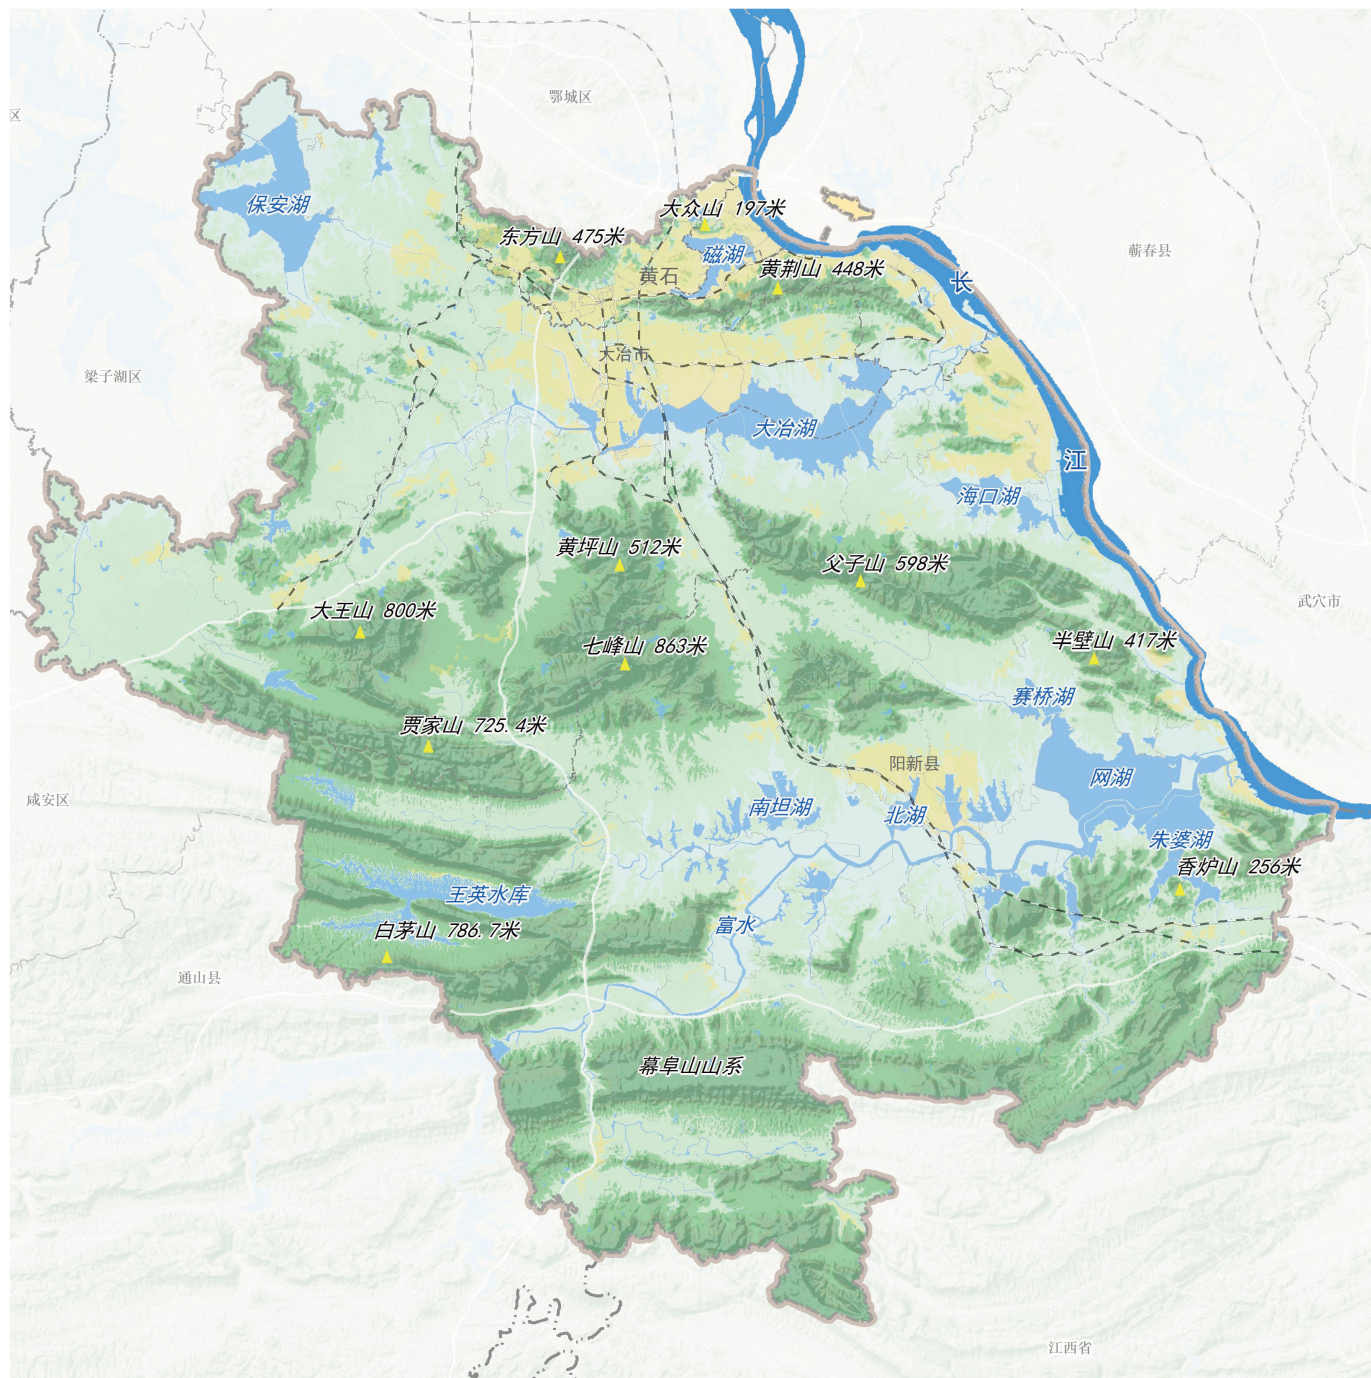 鄂城区
区
保安湖
大众山 197米
东方山 475米
磁湖
蕲春县
黄荆山 448米
黄石
长
大冶市
梁子湖区
大冶湖
江
海口湖
黄坪山 512米
父子山 598米
武穴市
大王山 800米
半壁山 417米
七峰山 863米
赛桥湖
贾家山 725.4米
阳新县
网湖
咸安区
南坦湖
北湖
朱婆湖
香炉山 256米
王英水库
富水
白茅山 786.7米
通山县
幕阜山山系
江西省